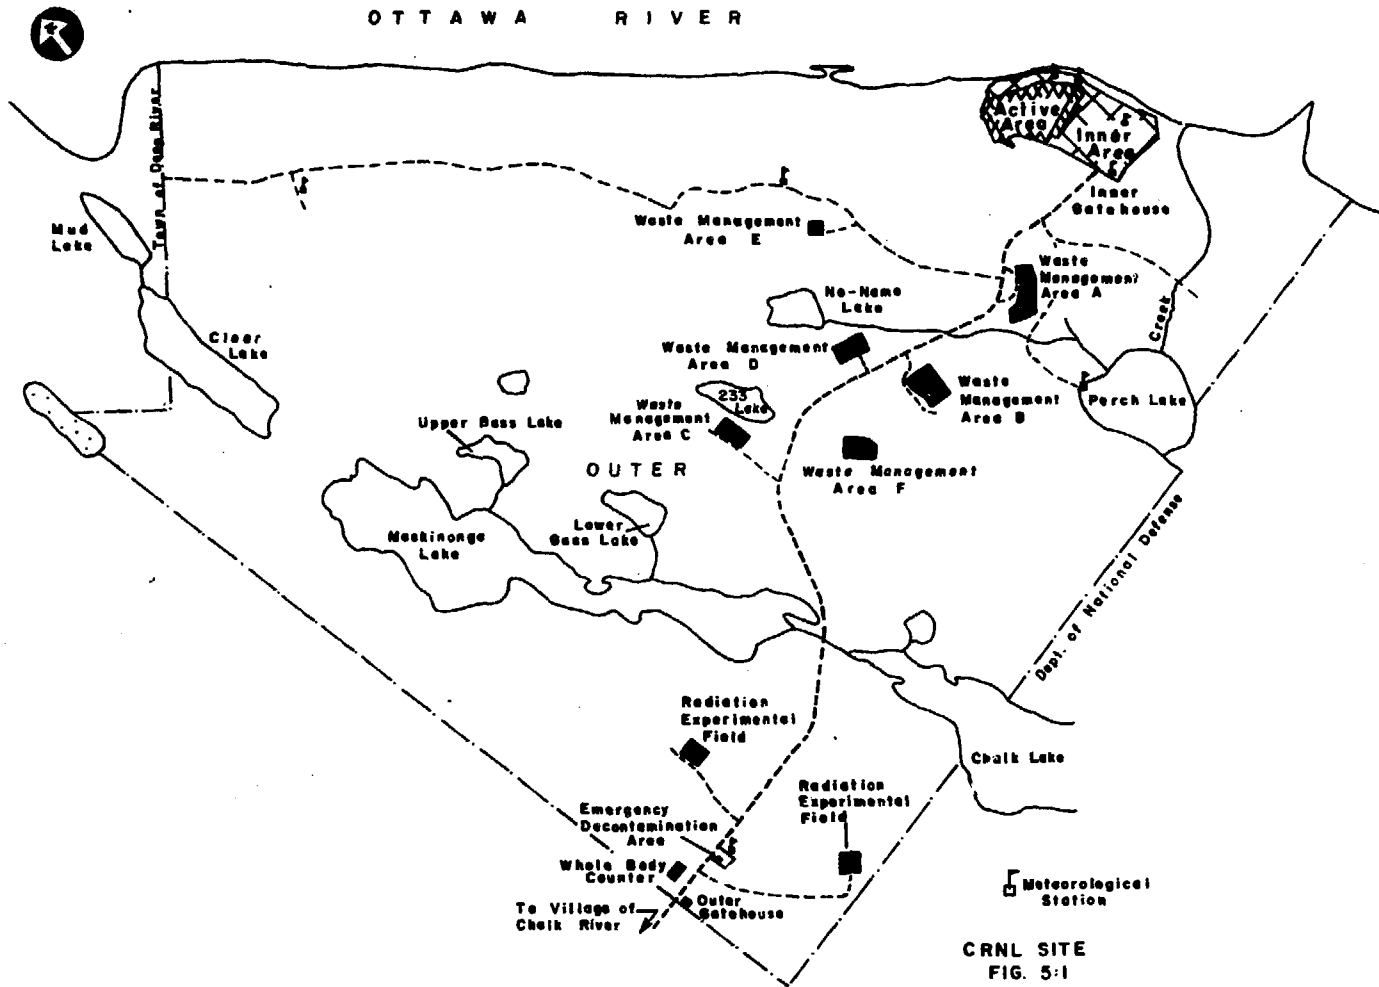 OTTAWA RIVER
Active
Area
Inner
Area
Inner
Gatehouse
Town of Deep River
Mud
Lake
Clear
Lake
Waste Management
Area E
Waste
Management
Area A
No-Name
Lake
Creek
Waste Management
Area D
Waste
Management
Area B
Perch Lake
233
Lake
Waste
Management
Area C
Upper Bass Lake
OUTER
Waste Management
Area F
Lower
Bass Lake
Maskinonge
Lake
Dept. of National Defense
Radiation
Experimental
Field
Chalk Lake
Radiation
Experimental
Field
Emergency
Decontamination
Area
Whole Body
Counter
Outer
Gatehouse
To Village of
Chalk River
Meteorological
Station
CRNL SITE
FIG. 5:1